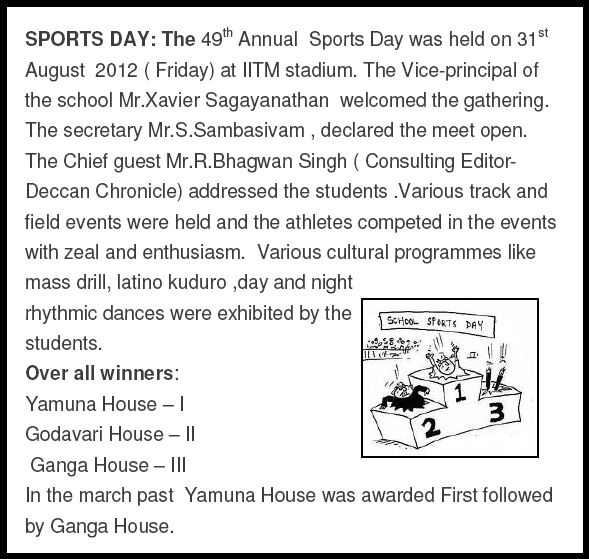 SPORTS DAY: The 49th Annual  Sports Day was held on 31st
August  2012 ( Friday) at IITM stadium. The Vice-principal of
the school Mr.Xavier Sagayanathan  welcomed the gathering.
The secretary Mr.S.Sambasivam , declared the meet open.
The Chief guest Mr.R.Bhagwan Singh ( Consulting Editor-
Deccan Chronicle) addressed the students .Various track and
field events were held and the athletes competed in the events
with zeal and enthusiasm.  Various cultural programmes like
mass drill, latino kuduro ,day and night
rhythmic dances were exhibited by the
students.
SCHOOL SPORTS DAY
1
2
3
Over all winners:
Yamuna House – I
Godavari House – II
Ganga House – III
In the march past  Yamuna House was awarded First followed
by Ganga House.